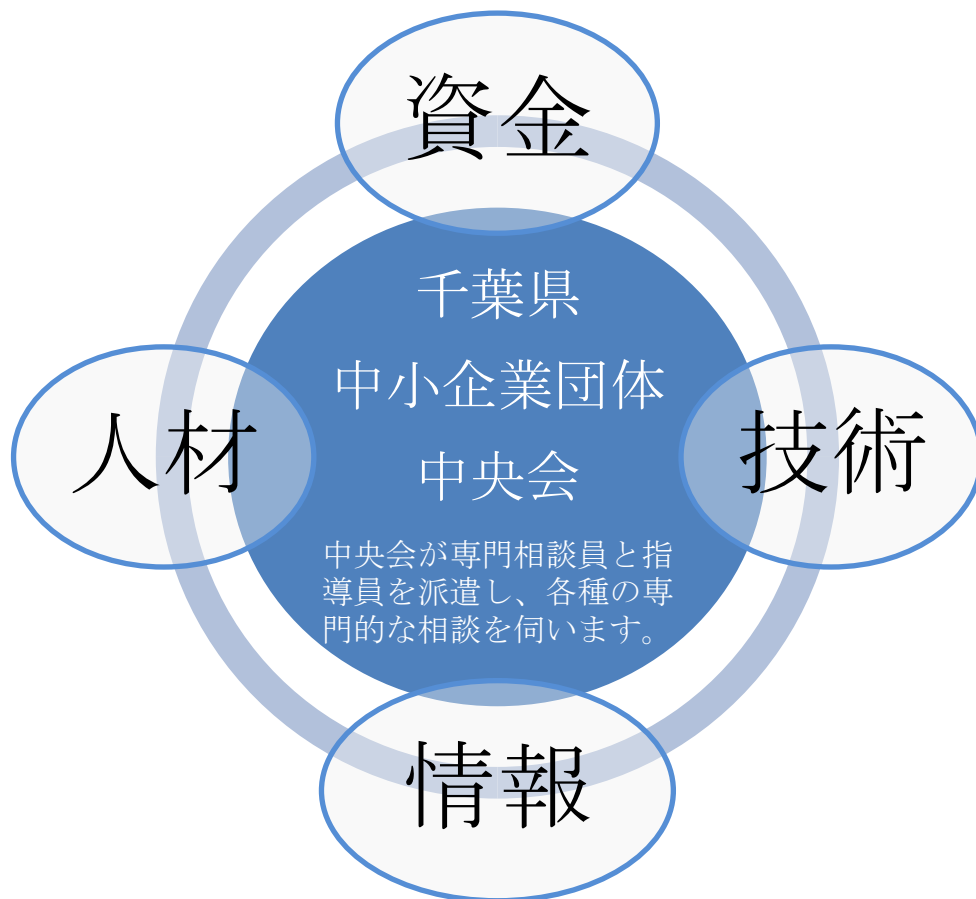 資金
千葉県
中小企業団体
中央会
中央会が専門相談員と指
導員を派遣し、各種の専
門的な相談を伺います。
人材
技術
情報